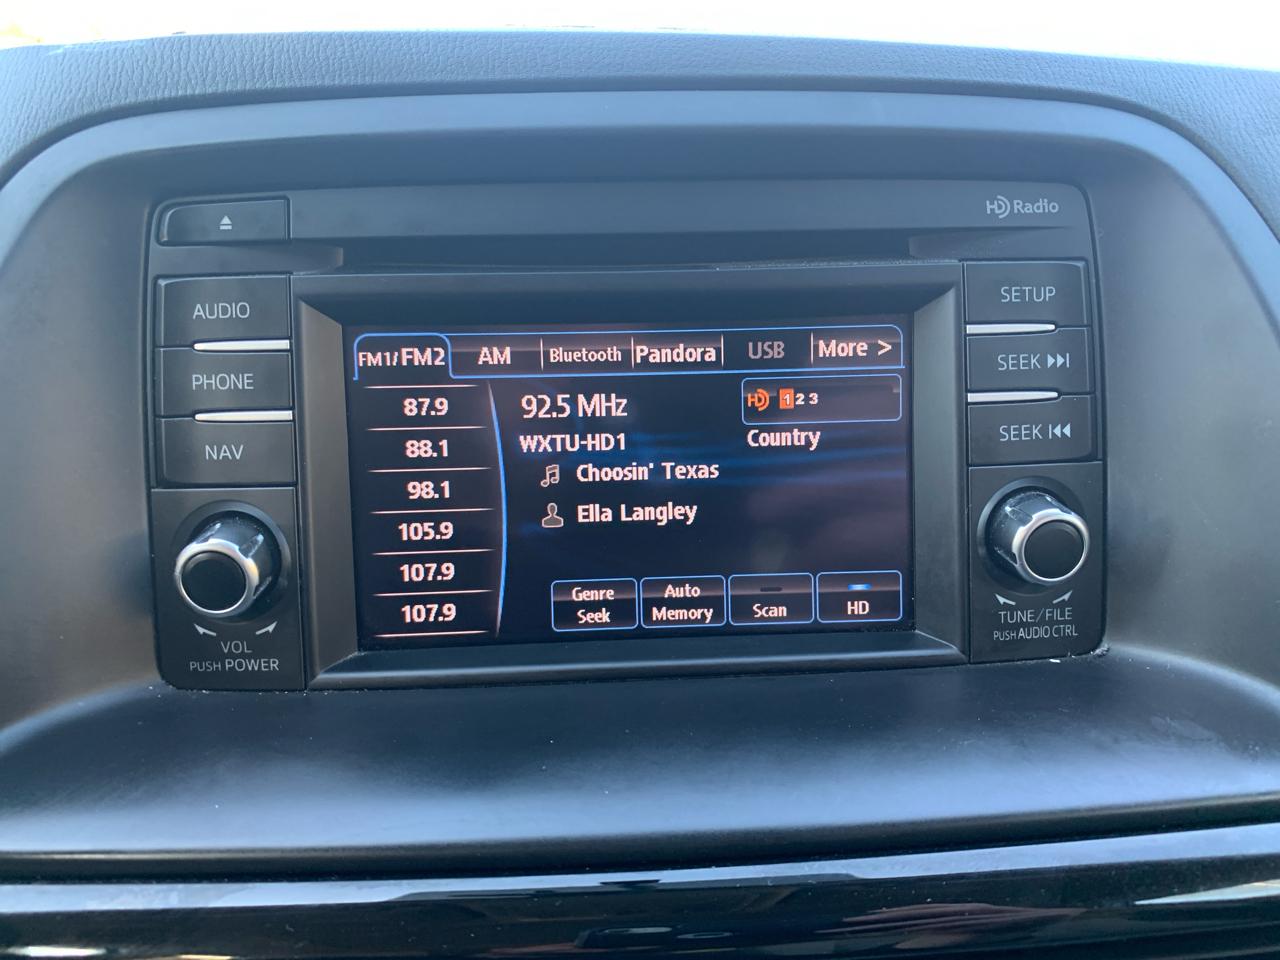 HD Radio
AUDIO
PHONE
NAV
VOL
PUSH POWER
FM1/FM2 AM Bluetooth Pandora USB More >
87.9
88.1
98.1
105.9
107.9
107.9
92.5 MHz
HD 1 2 3
WXTU-HD1
Country
Choosin' Texas
Ella Langley
Genre
Seek
Auto
Memory
Scan
HD
SETUP
SEEK
SEEK
TUNE/FILE
PUSH AUDIO CTRL